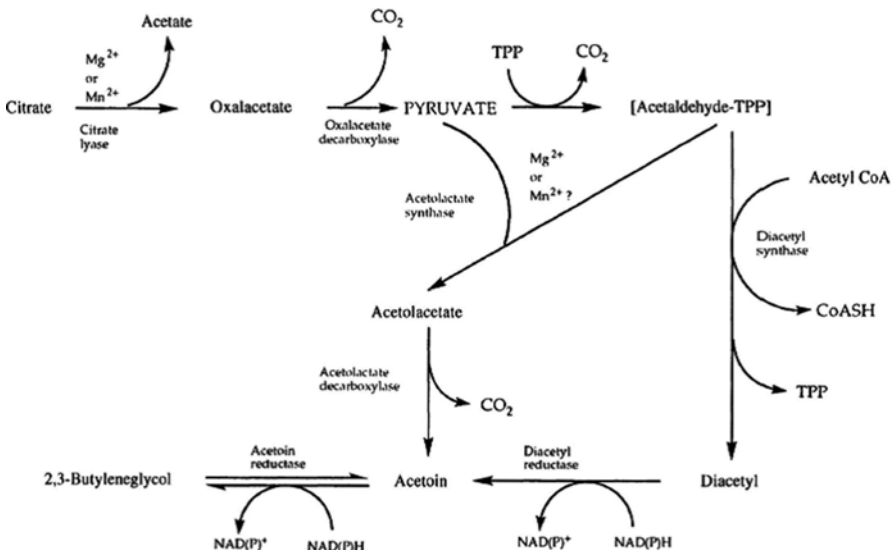 Acetate
CO2
CO2
TPP
Mg2+
or
Mn2+
Citrate
Citrate
lyase
Oxalacetate
Oxalacetate
decarboxylase
PYRUVATE
[Acetaldehyde-TPP]
Mg2+
or
Mn2+ ?
Acetolactate
synthase
Acetyl CoA
Diacetyl
synthase
CoASH
Acetolacetate
Acetolactate
decarboxylase
CO2
TPP
2,3-Butyleneglycol
Acetoin
reductase
Acetoin
Diacetyl
reductase
Diacetyl
NAD(P)+
NAD(P)H
NAD(P)+
NAD(P)H